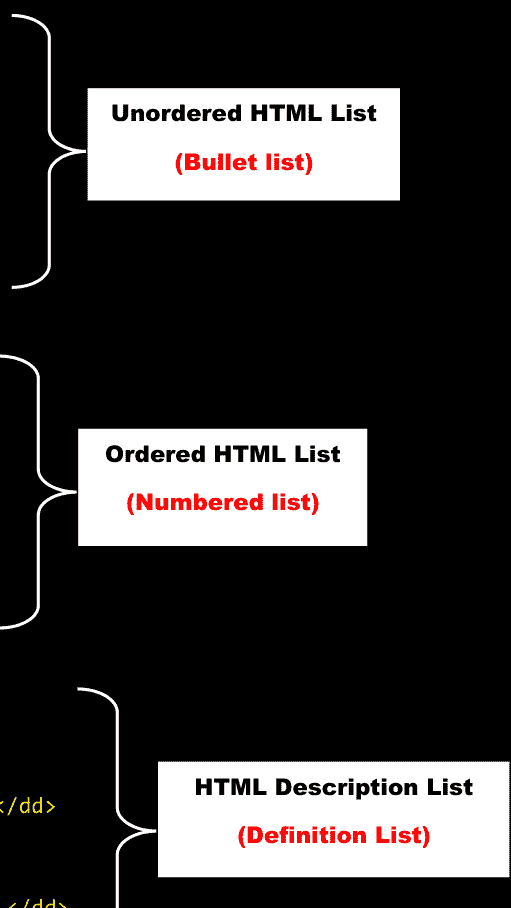 Unordered HTML List
(Bullet list)
Ordered HTML List
(Numbered list)
HTML Description List
</dd>
(Definition List)
</dd>